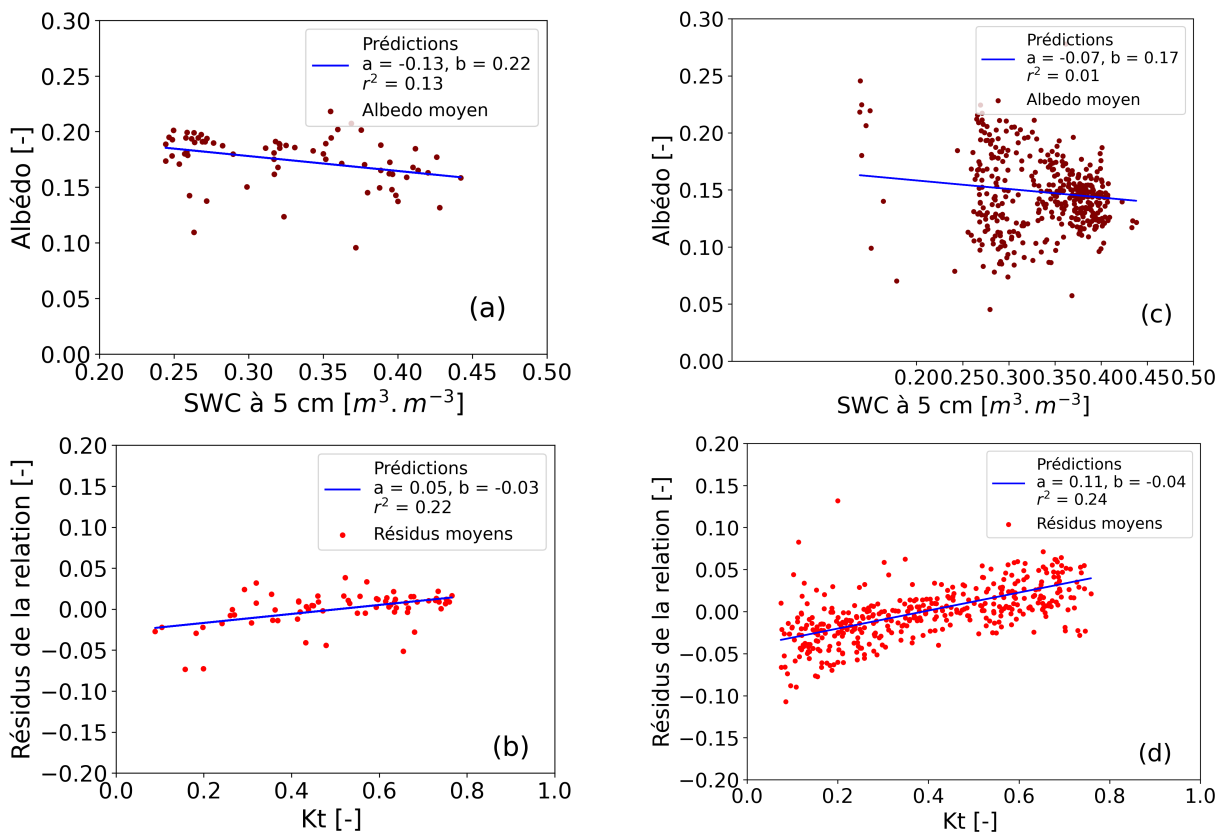 0.30
0.25
0.20
0.15
0.10
0.05
0.00
Albédo [-]
Prédictions
a = -0.13, b = 0.22
r² = 0.13
Albedo moyen
(a)
0.20 0.25 0.30 0.35 0.40 0.45 0.50
SWC à 5 cm [m³.m⁻³]
0.30
0.25
0.20
0.15
0.10
0.05
0.00
Albédo [-]
Prédictions
a = -0.07, b = 0.17
r² = 0.01
Albedo moyen
(c)
0.200.250.300.350.400.450.50
SWC à 5 cm [m³.m⁻³]
0.20
0.15
0.10
0.05
0.00
−0.05
−0.10
−0.15
−0.20
Résidus de la relation [-]
Prédictions
a = 0.05, b = -0.03
r² = 0.22
Résidus moyens
(b)
0.0 0.2 0.4 0.6 0.8 1.0
Kt [-]
0.20
0.15
0.10
0.05
0.00
−0.05
−0.10
−0.15
−0.20
Résidus de la relation [-]
Prédictions
a = 0.11, b = -0.04
r² = 0.24
Résidus moyens
(d)
0.0 0.2 0.4 0.6 0.8 1.0
Kt [-]